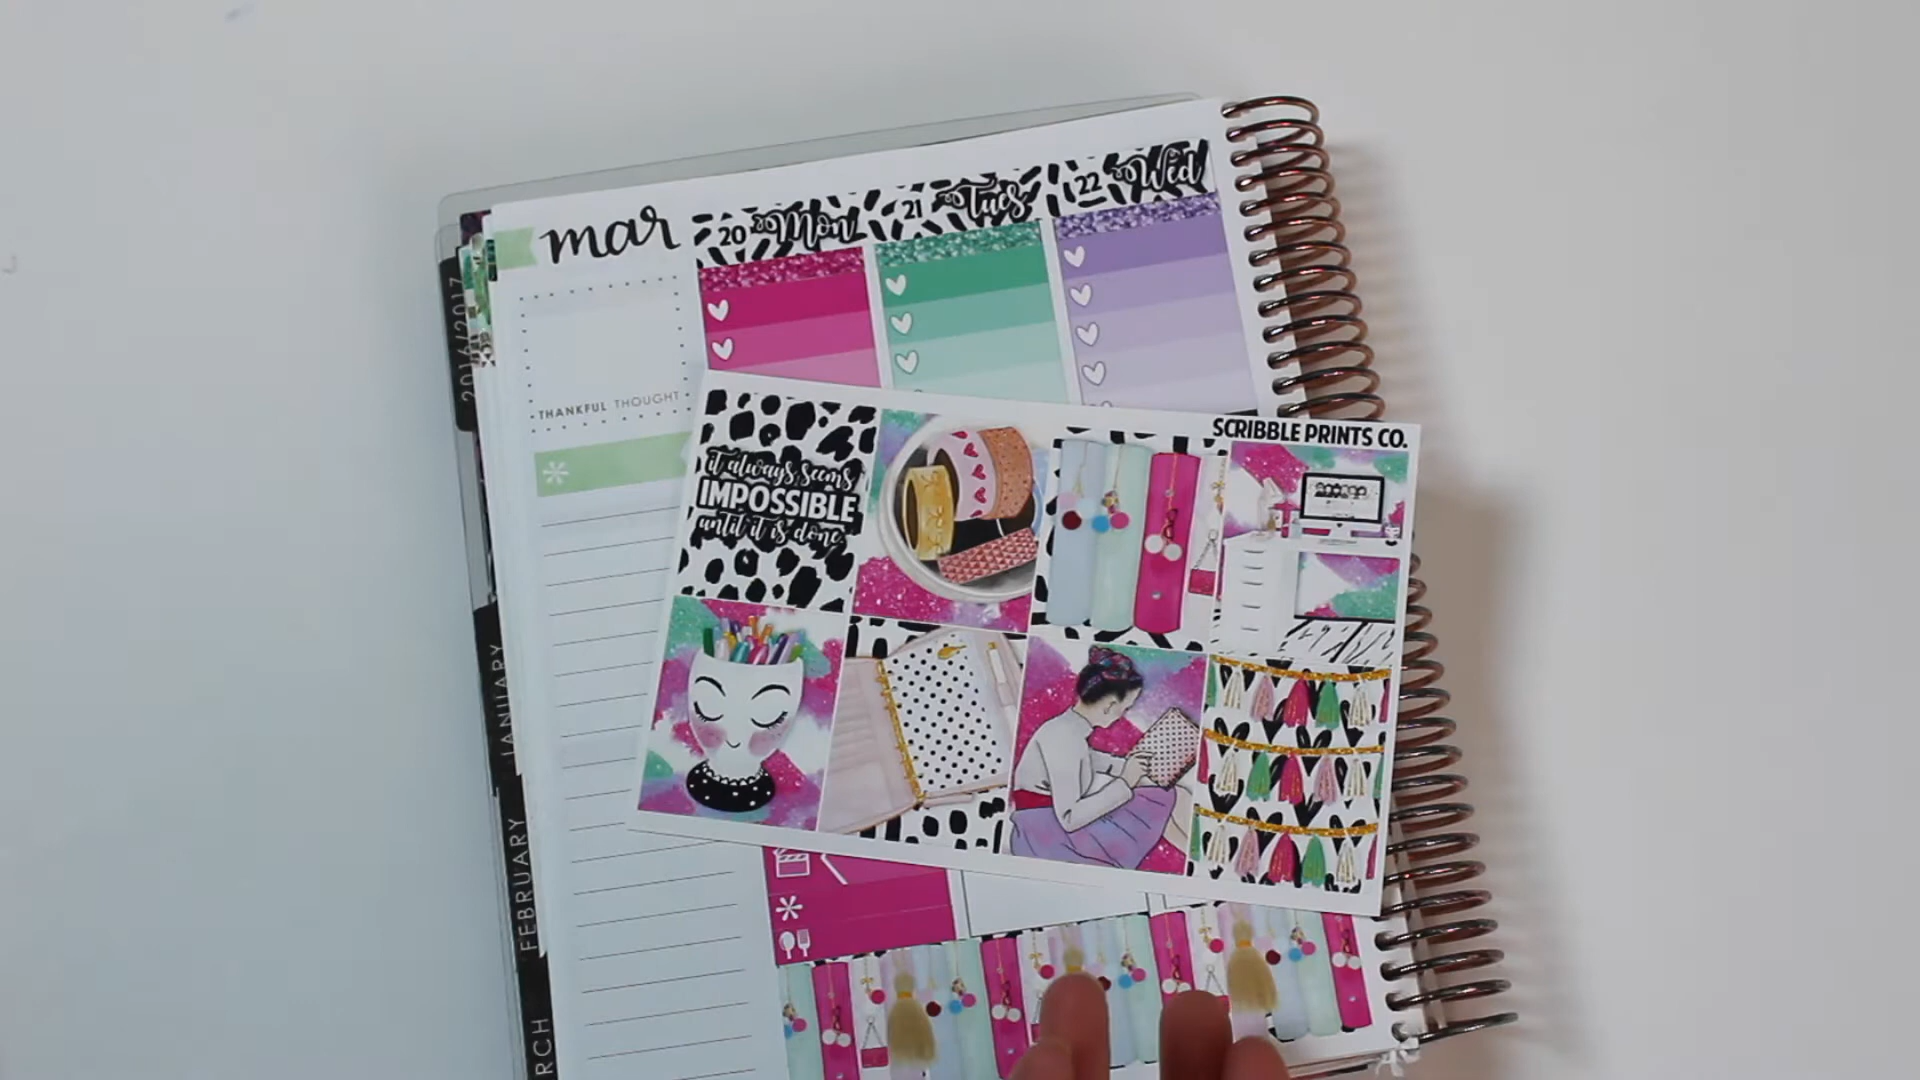 mar
20 Mon
21 Tues
22 Wed
2016/2017
THANKFUL THOUGHT
SCRIBBLE PRINTS CO.
it always seems
IMPOSSIBLE
until it is done.
JANUARY
FEBRUARY
RCH